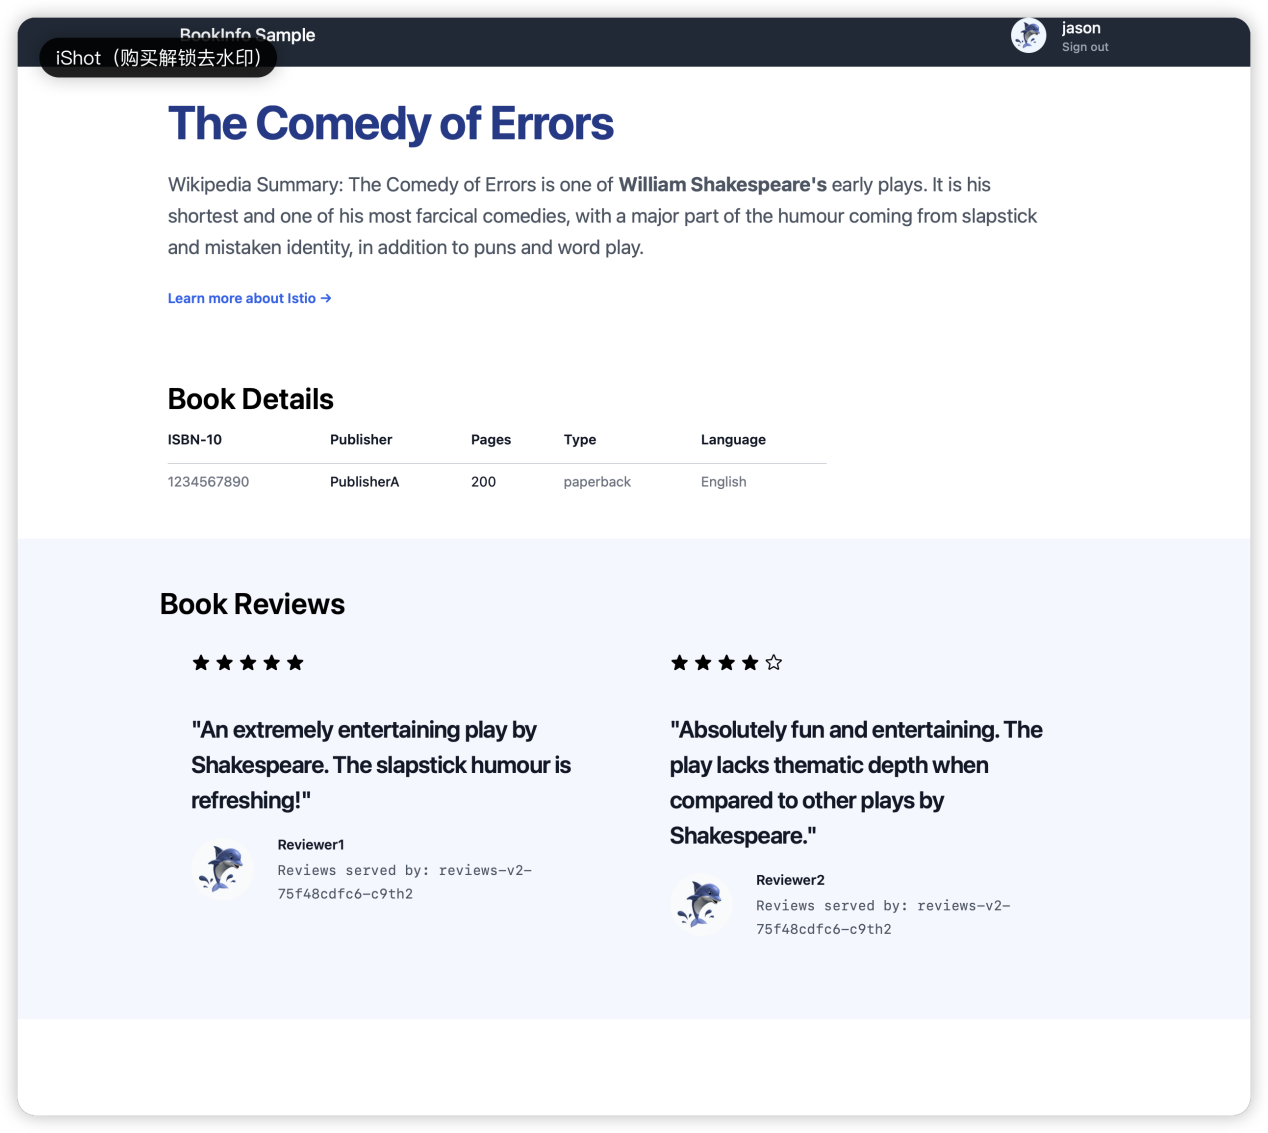 BookInfo Sample
jason
Sign out
iShot（购买解锁去水印）
The Comedy of Errors
Wikipedia Summary: The Comedy of Errors is one of William Shakespeare's early plays. It is his
shortest and one of his most farcical comedies, with a major part of the humour coming from slapstick
and mistaken identity, in addition to puns and word play.
Learn more about Istio →
Book Details
ISBN-10 Publisher Pages Type Language
1234567890 PublisherA 200 paperback English
Book Reviews
"An extremely entertaining play by
Shakespeare. The slapstick humour is
refreshing!"
Reviewer1
Reviews served by: reviews-v2-
75f48cdfc6-c9th2
"Absolutely fun and entertaining. The
play lacks thematic depth when
compared to other plays by
Shakespeare."
Reviewer2
Reviews served by: reviews-v2-
75f48cdfc6-c9th2